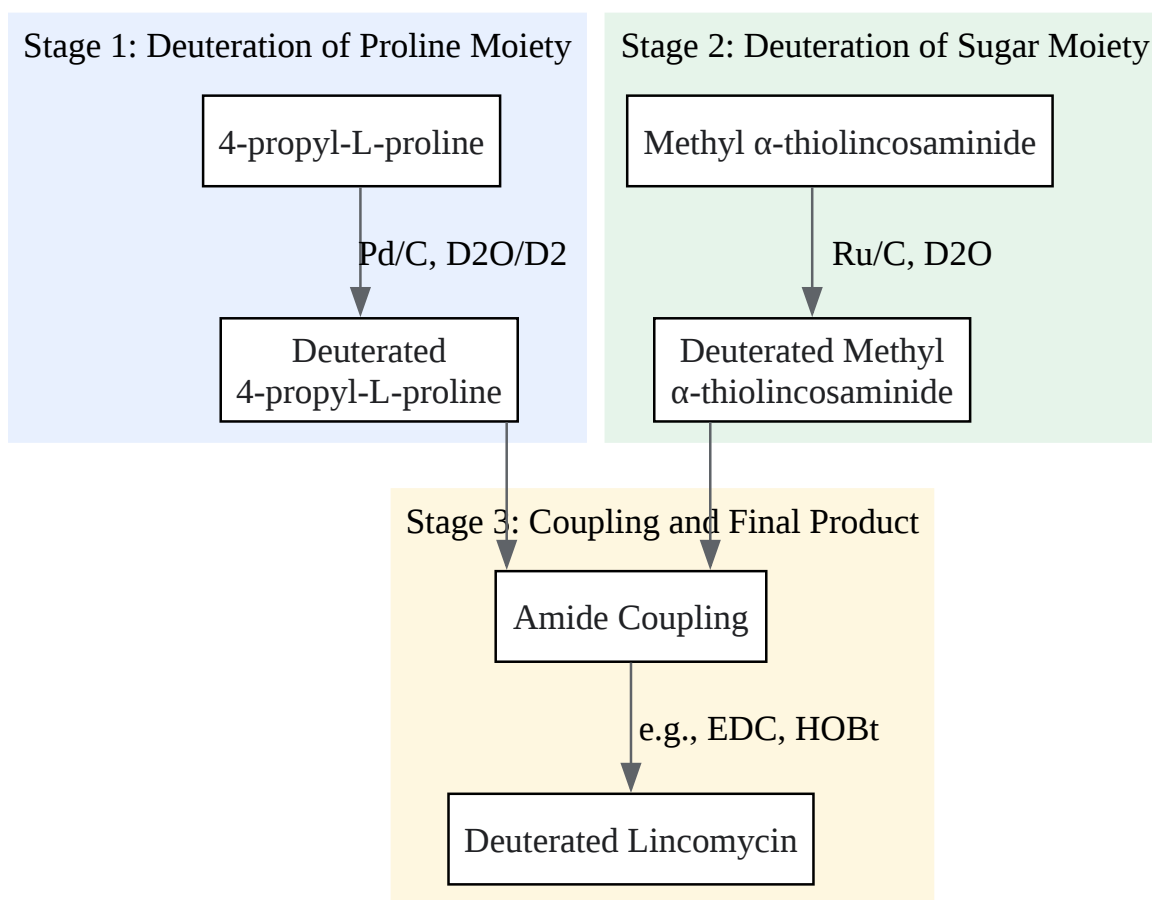 Stage 1: Deuteration of Proline Moiety
4-propyl-L-proline
Pd/C, D2O/D2
Deuterated
4-propyl-L-proline
Stage 2: Deuteration of Sugar Moiety
Methyl α-thiolincosaminide
Ru/C, D2O
Deuterated Methyl
α-thiolincosaminide
Stage 3: Coupling and Final Product
Amide Coupling
e.g., EDC, HOBt
Deuterated Lincomycin